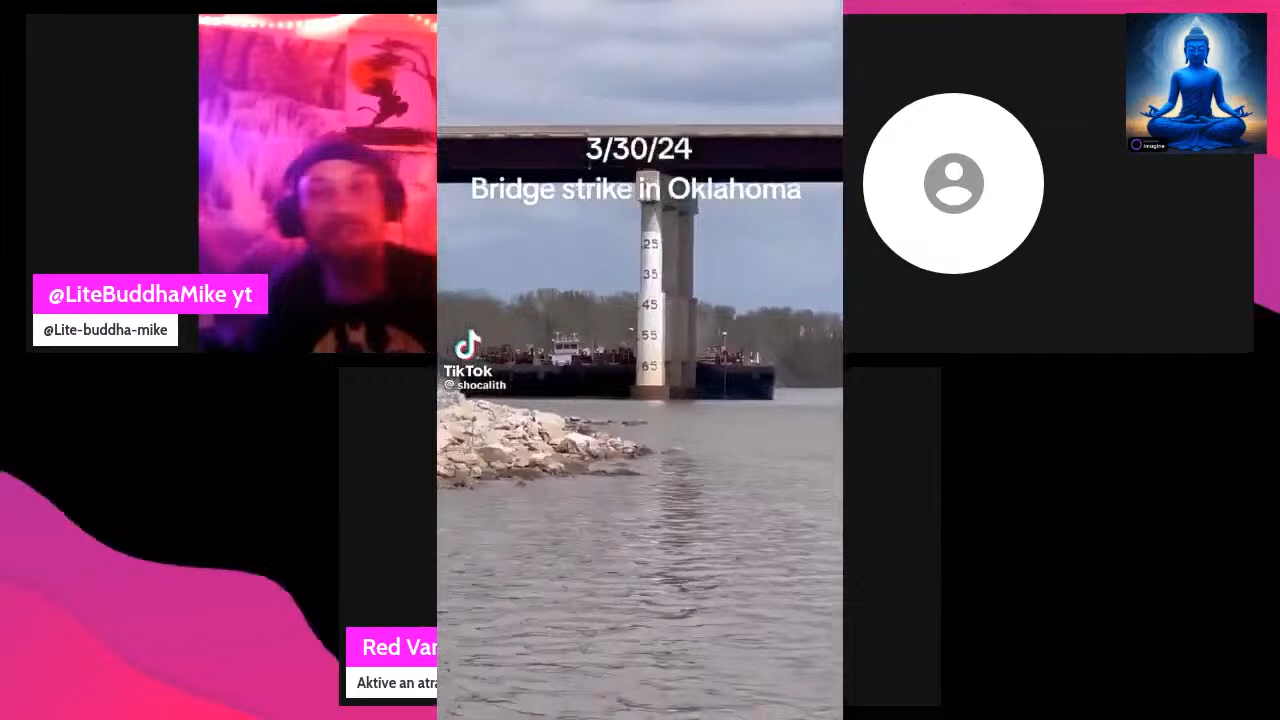 3/30/24
Bridge strike in Oklahoma
25
35
45
55
65
TikTok
@ shocalith
@LiteBuddhaMike yt
@Lite-buddha-mike
imagine
Red Var
Aktive an atra